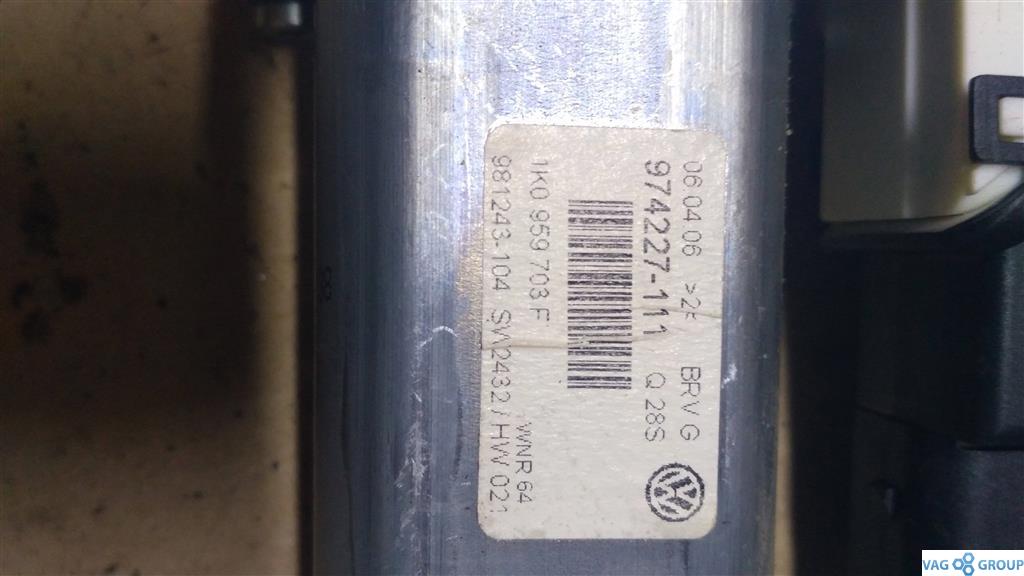 06 04 06 >2< BRV G
974227-111 Q 28S
1K0 959 703 F WNR 64
981243-104 SW2432 / HW 021
VAG GROUP